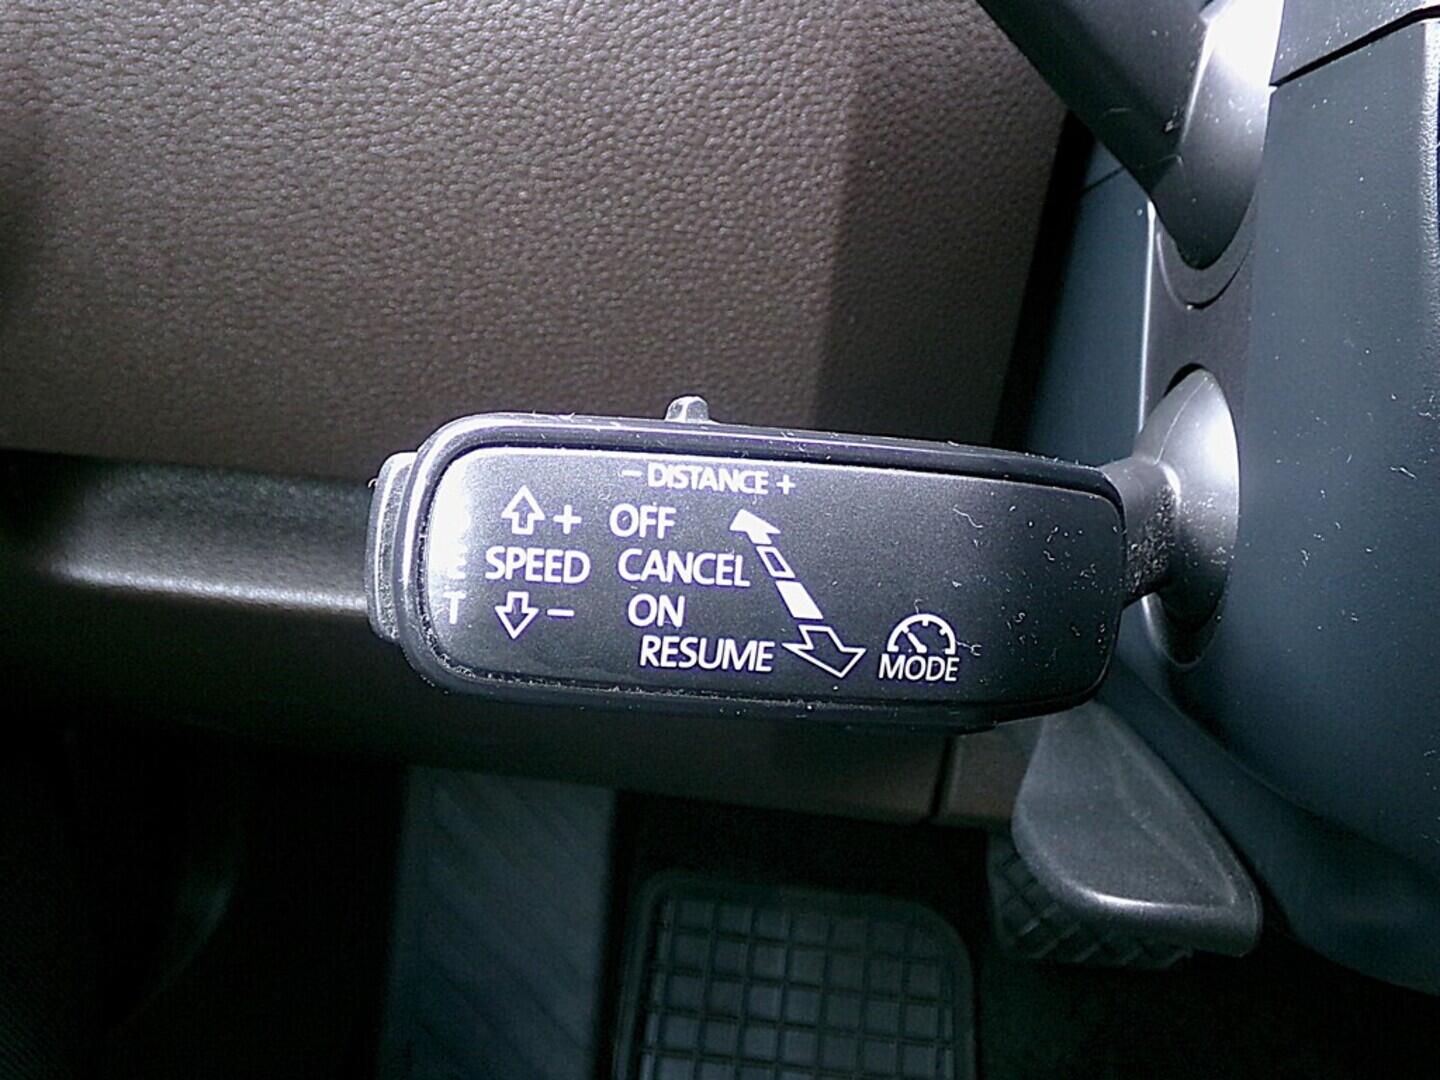 − DISTANCE +
+ OFF
SPEED CANCEL
T − ON
RESUME MODE